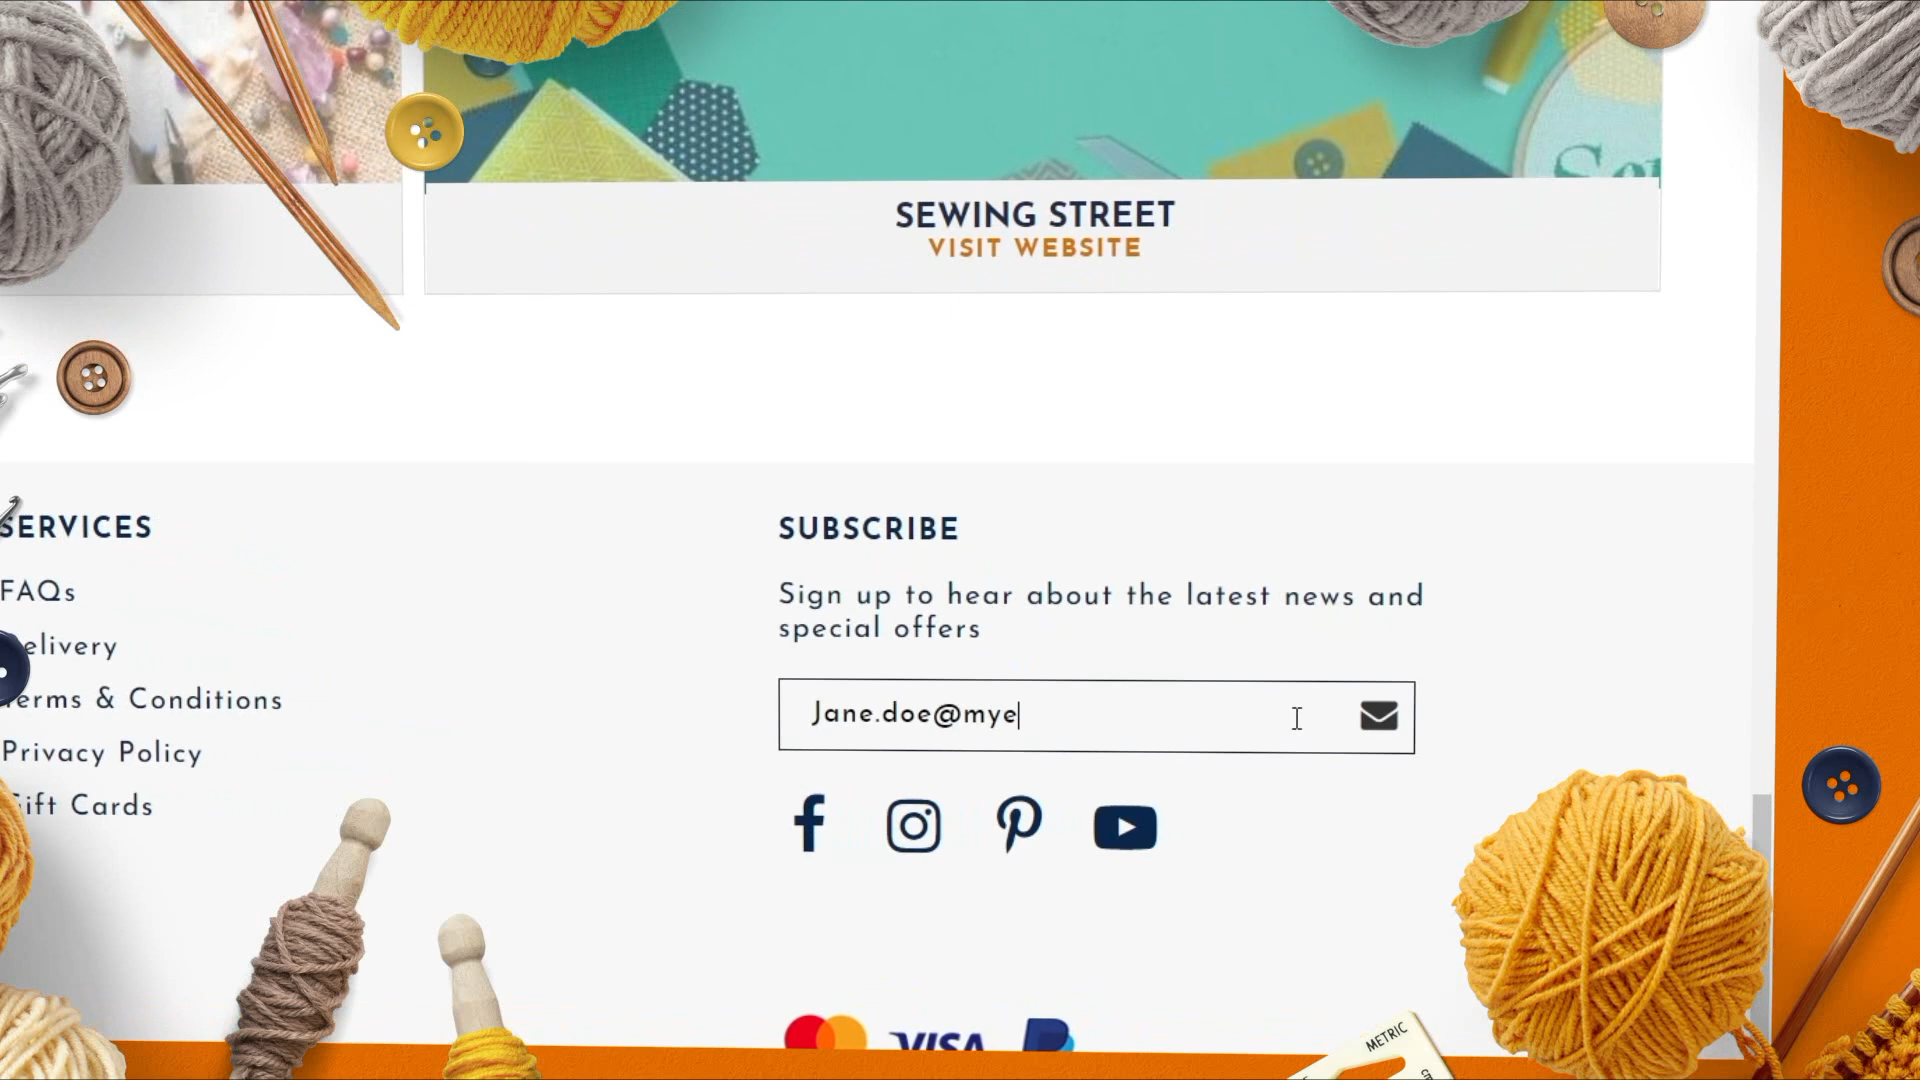 SEWING STREET
VISIT WEBSITE
SERVICES
FAQs
elivery
erms & Conditions
Privacy Policy
ift Cards
SUBSCRIBE
Sign up to hear about the latest news and
special offers
Jane.doe@mye
VISA
METRIC